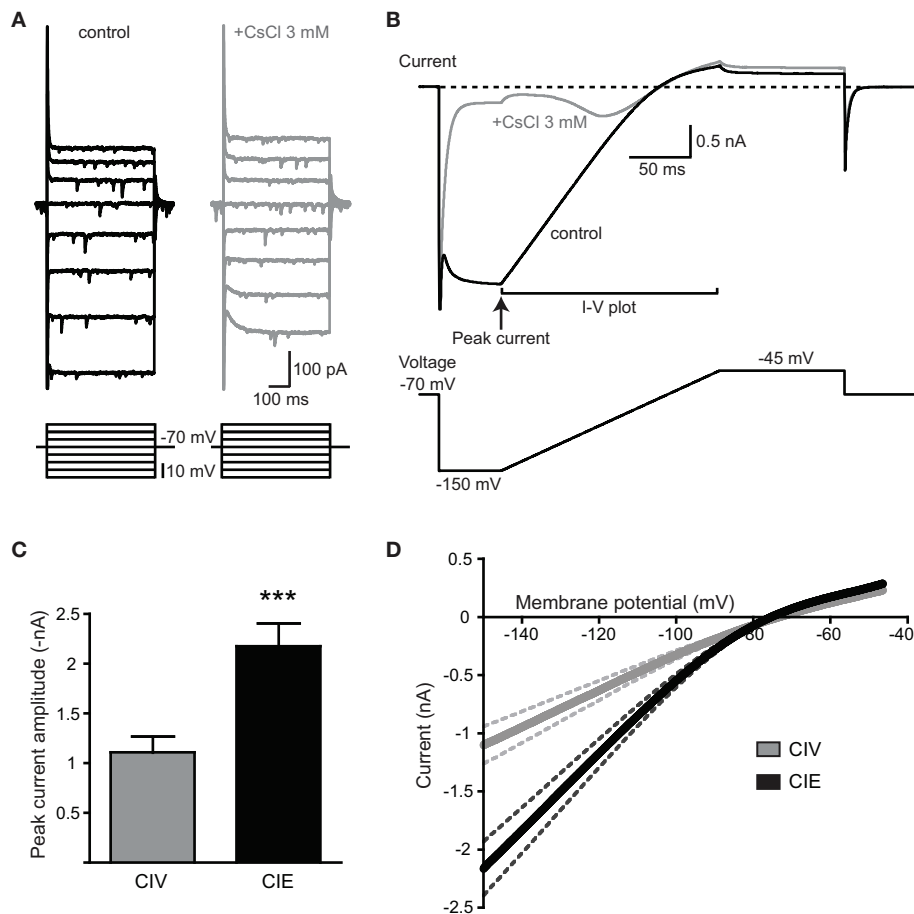 A
control
+CsCl 3 mM
100 pA
100 ms
-70 mV
10 mV
B
Current
+CsCl 3 mM
0.5 nA
50 ms
control
I-V plot
Peak current
Voltage
-70 mV
-45 mV
-150 mV
C
Peak current amplitude (-nA)
2.5
2
1.5
1
0.5
***
CIV
CIE
D
Current (nA)
0.5
0
-0.5
-1
-1.5
-2
-2.5
Membrane potential (mV)
-140
-120
-100
-80
-60
-40
CIV
CIE